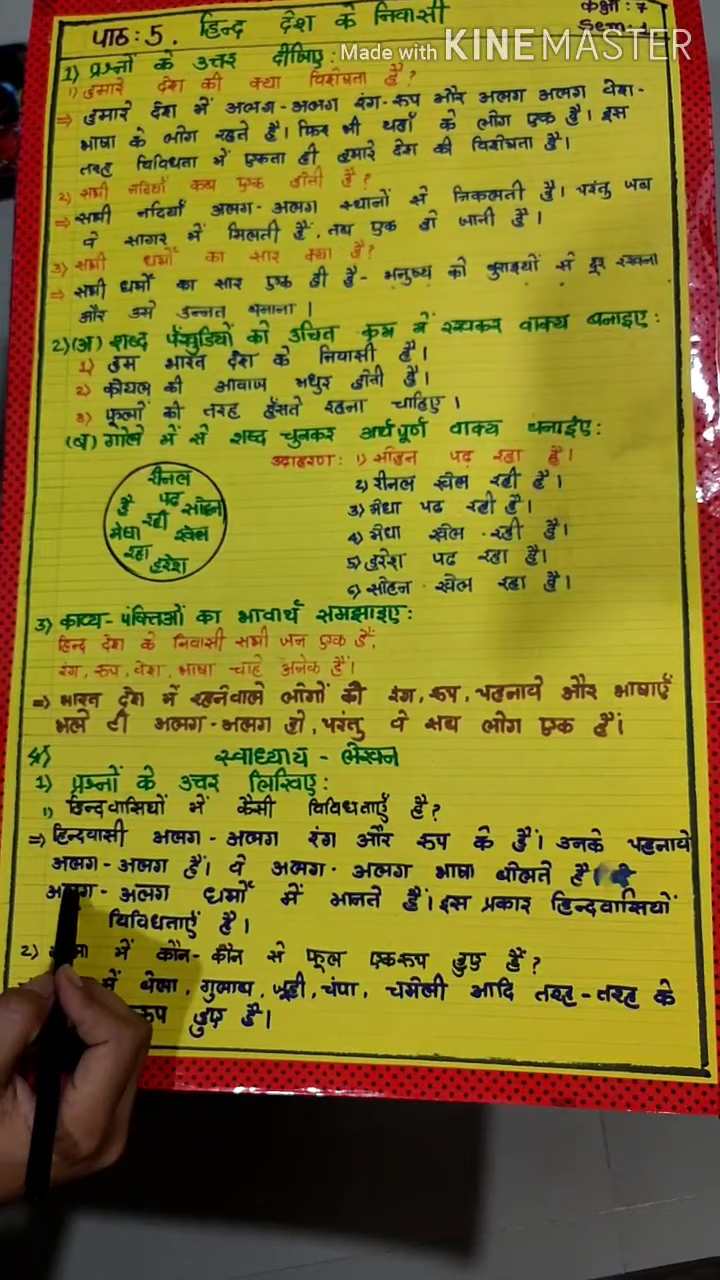 पाठ : 5. हिन्द देश के निवासी
कक्षा : 7
Sem : 1
Made with KINEMASTER
1) प्रश्नों के उत्तर दीजिए :
1) हमारे देश की क्या विशेषता है ?
⇒ हमारे देश में अलग-अलग रंग-रूप और अलग अलग वेश-
भाषा के लोग रहते है। फिर भी यहाँ के लोग एक है। इस
तरह विविधता में एकता ही हमारे देश की विशेषता है।
2) सभी नदियाँ कब एक होती है ?
⇒ सभी नदियाँ अलग-अलग स्थानों से निकलती है। परंतु जब
वे सागर में मिलती हैं, तब एक हो जाती है।
3) सभी धर्मों का सार क्या है ?
⇒ सभी धर्मों का सार एक ही है- मनुष्य को बुराइयों से दूर रखना
और उसे उन्नत बनाना।
2)(अ) शब्द पँखुडियों को उचित क्रम में रखकर वाक्य बनाइए :
1) हम भारत देश के निवासी है।
2) कोयल की आवाज मधुर होती है।
3) फूलों की तरह हँसते रहना चाहिए।
(ब) गोले में से शब्द चुनकर अर्थपूर्ण वाक्य बनाइए :
उदाहरण : 1) सोहन पढ़ रहा है।
रीनल
है पढ सोहन
रही
मेघा खेल
रहा
हरेश
2) रीनल खेल रही है।
3) मेघा पढ रही है।
4) मेघा खेल रही है।
5) हरेश पढ रहा है।
6) सोहन खेल रहा है।
3) काव्य-पंक्तिओं का भावार्थ समझाइए :
हिन्द देश के निवासी सभी जन एक हैं,
रंग, रूप, वेश, भाषा चाहे अनेक है।
⇒ भारत देश में रहनेवाले लोगों की रंग, रूप, पहनावे और भाषाएँ
भले ही अलग-अलग हो, परंतु वे सब लोग एक है।
स्वाध्याय - लेखन
1) प्रश्नों के उत्तर लिखिए :
1) हिन्दवासियों में कैसी विविधताएँ है ?
⇒ हिन्दवासी अलग-अलग रंग और रूप के हैं। उनके पहनावे
अलग-अलग हैं। वे अलग-अलग भाषा बोलते है।
अलग-अलग धर्मों में मानते है। इस प्रकार हिन्दवासियों
विविधताएँ है।
2) में कौन-कौन से फूल एकरूप हुए हैं ?
में बेला, गुलाब, जूही, चंपा, चमेली आदि तरह-तरह के
रूप हुए है।